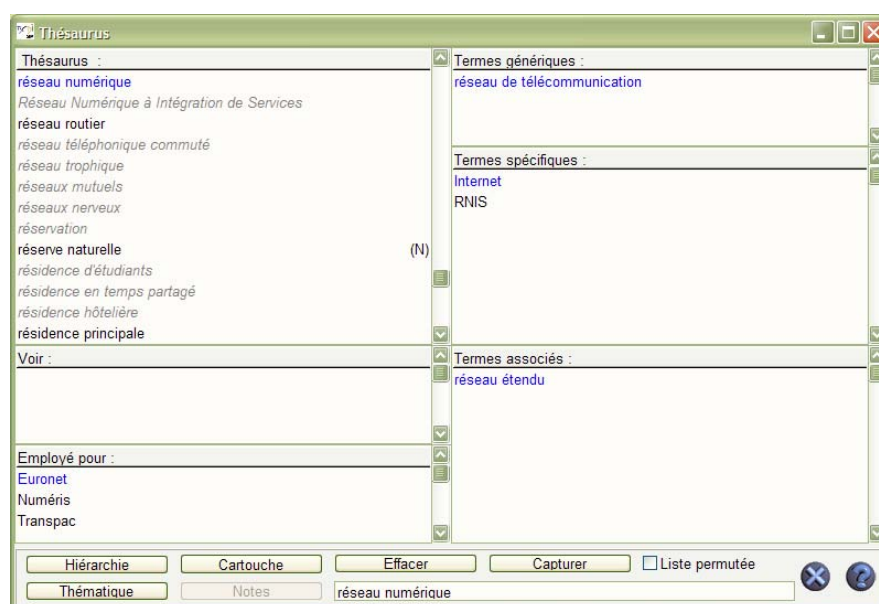 Thésaurus
Thésaurus :
réseau numérique
Réseau Numérique à Intégration de Services
réseau routier
réseau téléphonique commuté
réseau trophique
réseaux mutuels
réseaux nerveux
réservation
réserve naturelle (N)
résidence d'étudiants
résidence en temps partagé
résidence hôtelière
résidence principale
Voir :
Employé pour :
Euronet
Numéris
Transpac
Termes génériques :
réseau de télécommunication
Termes spécifiques :
Internet
RNIS
Termes associés :
réseau étendu
Hiérarchie Cartouche Effacer Capturer Liste permutée
Thématique Notes réseau numérique